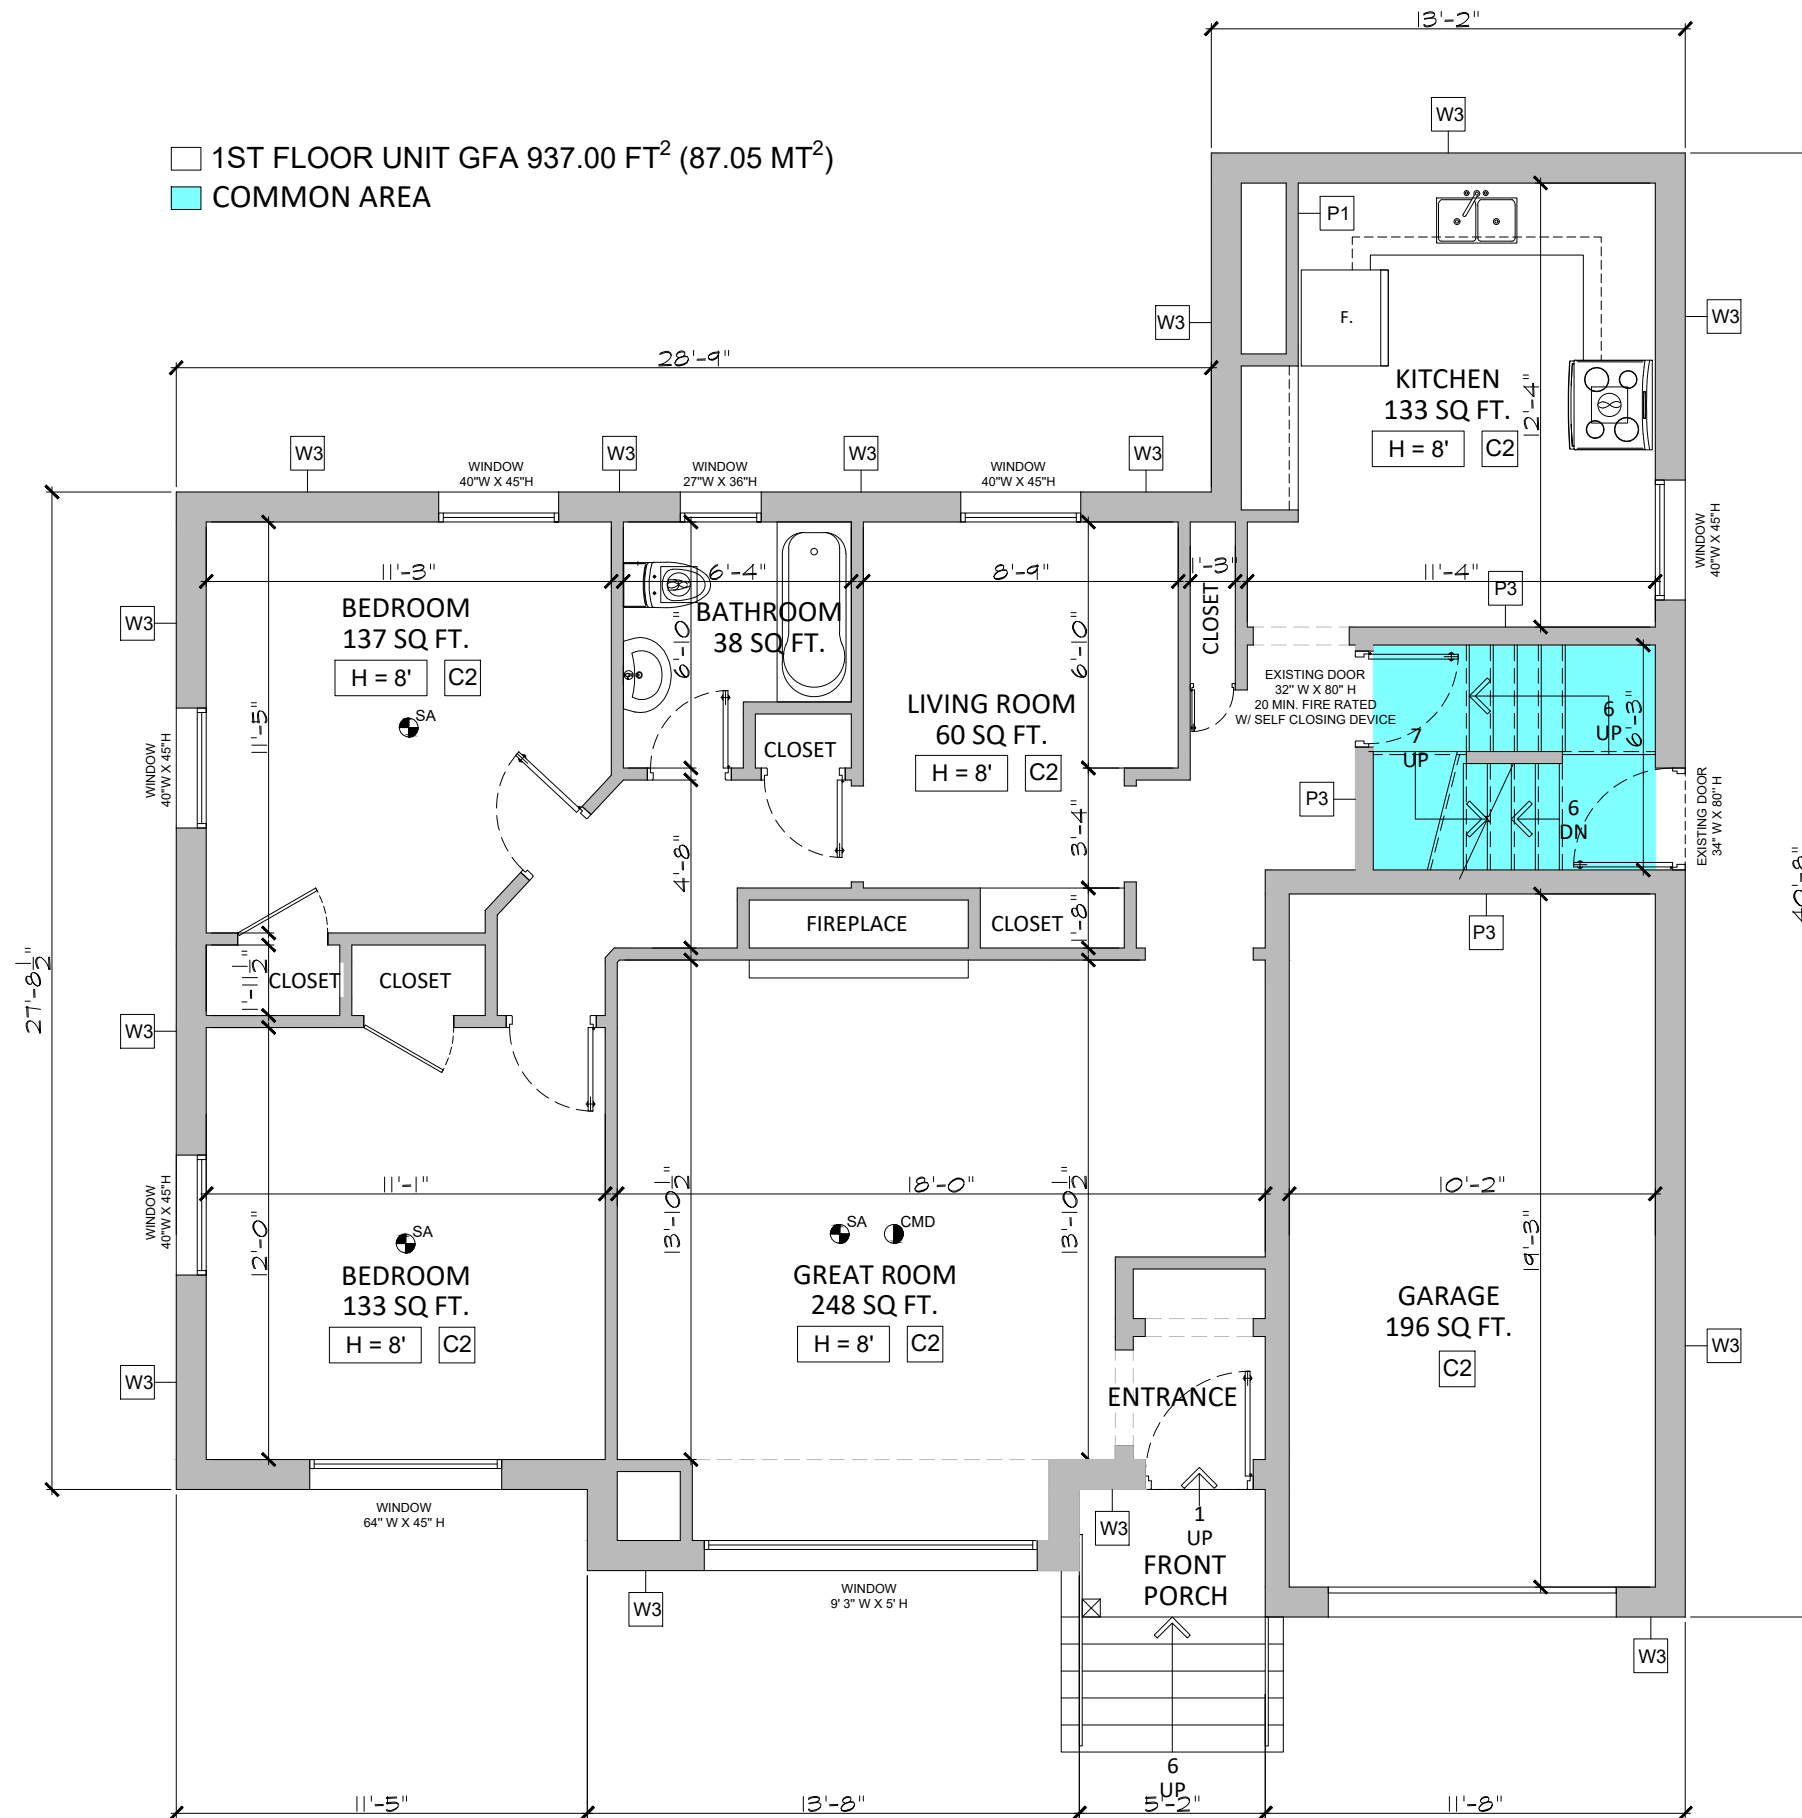 13'-2"
W3
1ST FLOOR UNIT GFA 937.00 FT² (87.05 MT²)
COMMON AREA
P1
W3
F.
W3
28'-9"
KITCHEN
133 SQ FT.
H = 8' C2
12'-4"
W3
W3
W3
W3
WINDOW
40"W X 45"H
WINDOW
27"W X 36"H
WINDOW
40"W X 45"H
WINDOW
40"W X 45"H
11'-3"
6'-4"
8'-9"
1'-3"
11'-4"
P3
W3
BEDROOM
137 SQ FT.
H = 8' C2
SA
11'-5"
BATHROOM
38 SQ FT.
6'-10"
CLOSET
LIVING ROOM
60 SQ FT.
H = 8' C2
6'-10"
CLOSET
EXISTING DOOR
32" W X 80" H
20 MIN. FIRE RATED
W/ SELF CLOSING DEVICE
6
UP
7
UP
6'-3"
6
DN
P3
EXISTING DOOR
34" W X 80" H
WINDOW
40"W X 45"H
4'-8"
3'-4"
40'-8"
FIREPLACE
CLOSET
1'-8"
P3
CLOSET
CLOSET
1'-11 1/2"
27'-8 1/2"
W3
WINDOW
40"W X 45"H
11'-1"
12'-0"
13'-10 1/2"
18'-0"
13'-10 1/2"
10'-2"
19'-3"
SA
BEDROOM
133 SQ FT.
H = 8' C2
SA
CMD
GREAT R0OM
248 SQ FT.
H = 8' C2
GARAGE
196 SQ FT.
C2
W3
W3
ENTRANCE
WINDOW
64" W X 45" H
W3
1
UP
FRONT
PORCH
WINDOW
9' 3" W X 5' H
W3
W3
6
UP
11'-5"
13'-8"
5'-2"
11'-8"